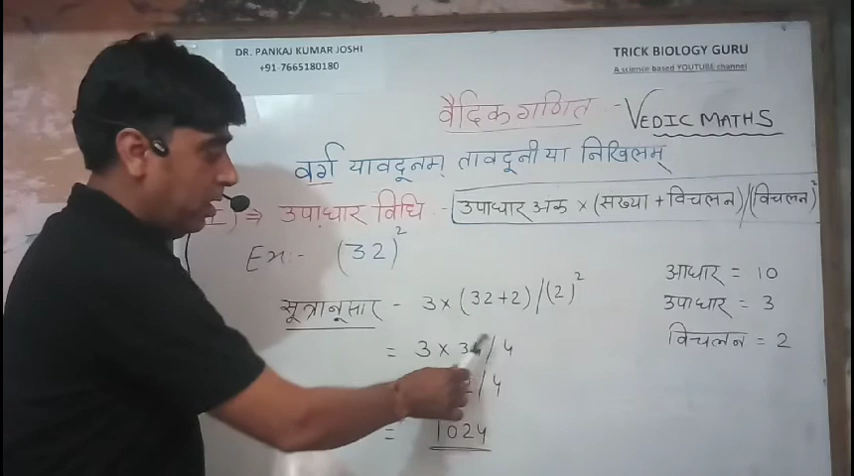 DR. PANKAJ KUMAR JOSHI
+91-7665180180
TRICK BIOLOGY GURU
A science based YOUTUBE channel
वैदिक गणित - VEDIC MATHS
वर्ग यावदूनम् तावदूनी या निखिलम्
⇒ उपाधार विधि - उपाधार अंक × (संख्या + विचलन)/(विचलन)²
Ex:- (32)²
सूत्रानुसार - 3 × (32+2)/(2)²
= 3 × 34/4
2/4
= 1024
आधार = 10
उपाधार = 3
विचलन = 2